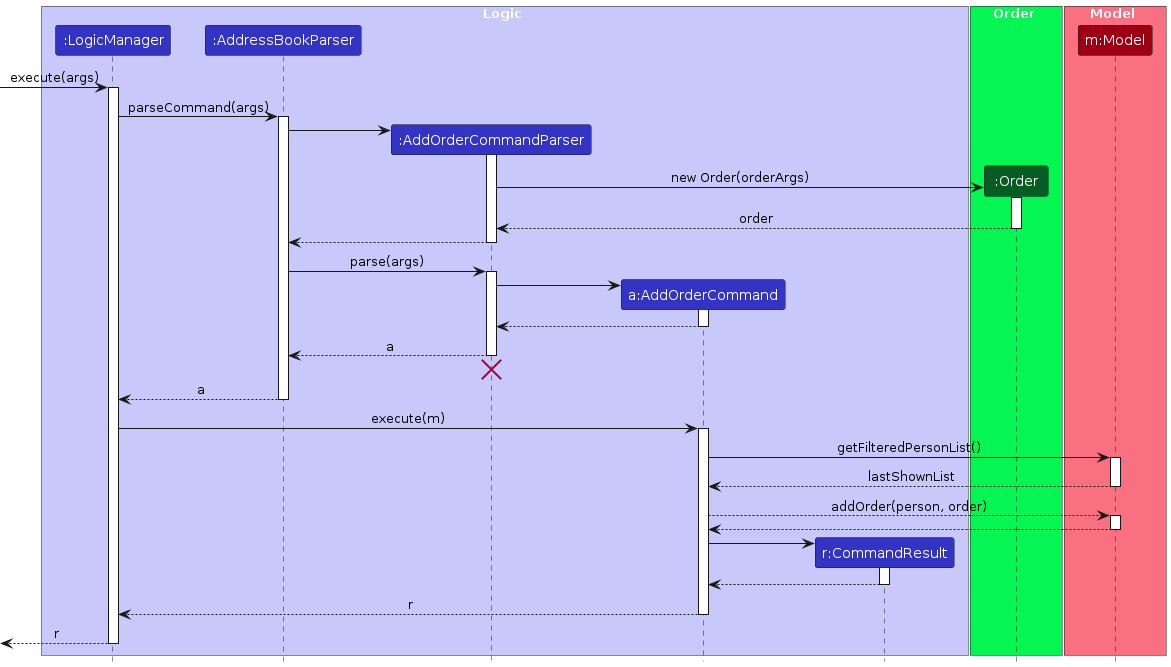 Logic
Order
Model
:LogicManager
:AddressBookParser
m:Model
execute(args)
parseCommand(args)
:AddOrderCommandParser
new Order(orderArgs)
:Order
order
parse(args)
a:AddOrderCommand
a
a
execute(m)
getFilteredPersonList()
lastShownList
addOrder(person, order)
r:CommandResult
r
r